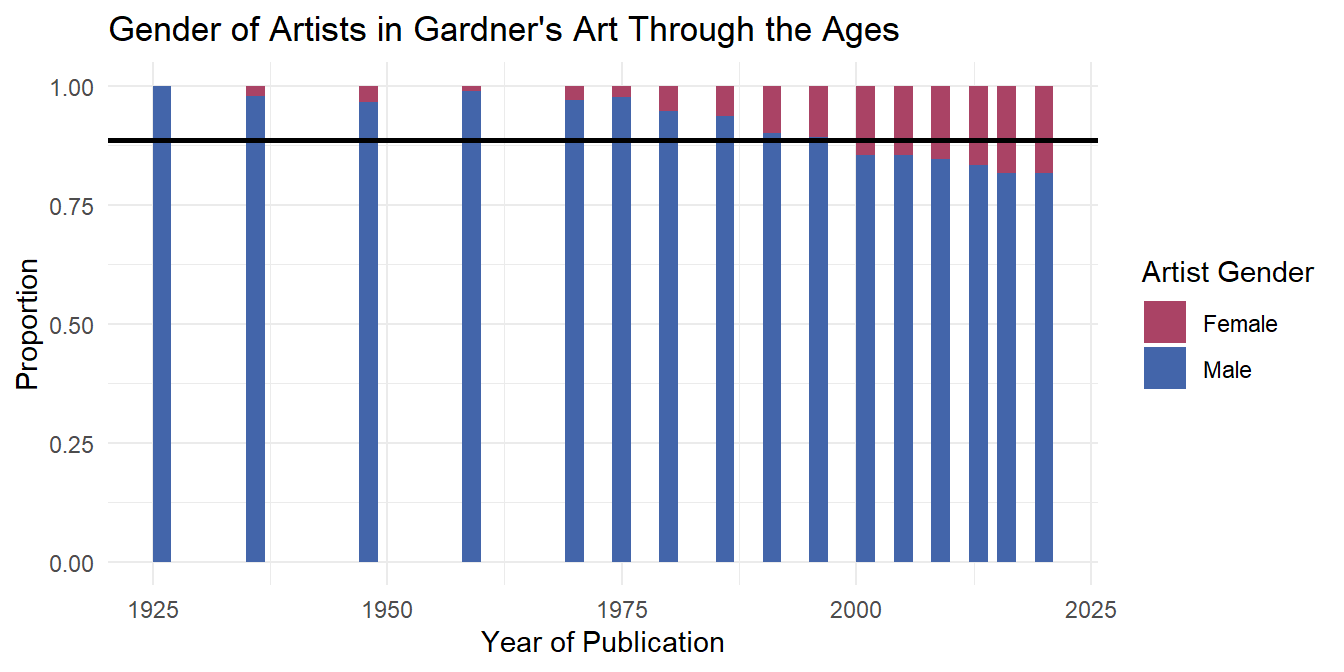 Gender of Artists in Gardner's Art Through the Ages
1.00
0.75
0.50
0.25
0.00
Proportion
1925 1950 1975 2000 2025
Year of Publication
Artist Gender
Female
Male